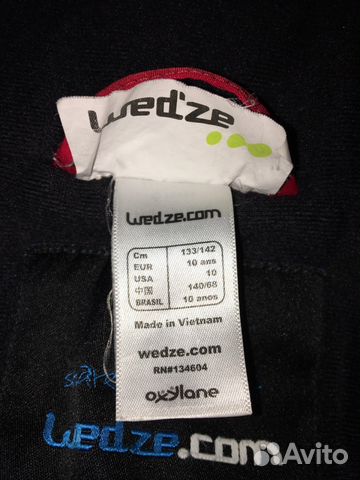 wed'ze
wedze.com
Cm 133/142
EUR 10 ans
USA 10
中国 140/68
BRASIL 10 anos
Made in Vietnam
wedze.com
RN#134604
oxylane
wedze.com
Avito